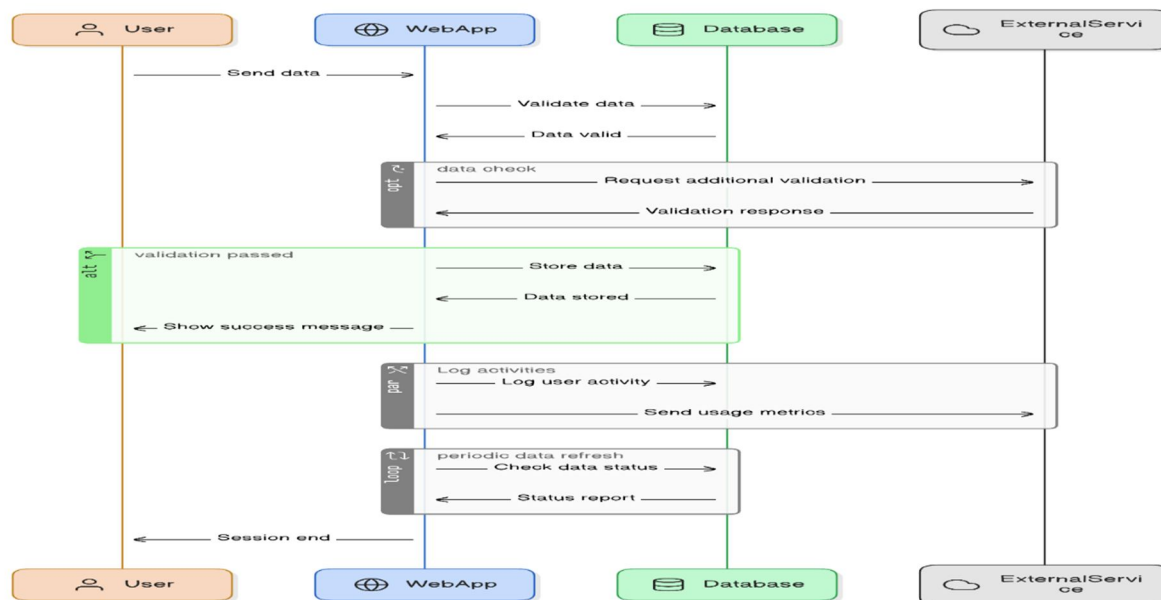 User
WebApp
Database
ExternalServi
ce
Send data
Validate data
Data valid
opt
data check
Request additional validation
Validation response
alt
validation passed
Store data
Data stored
Show success message
par
Log activities
Log user activity
Send usage metrics
loop
periodic data refresh
Check data status
Status report
Session end
User
WebApp
Database
ExternalServi
ce